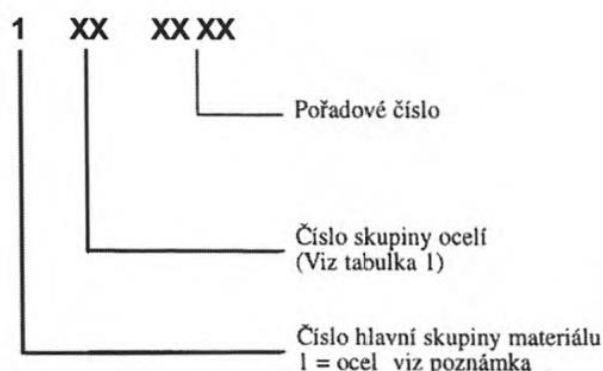 1 XX XX XX
Pořadové číslo
Číslo skupiny ocelí
(Viz tabulka 1)
Číslo hlavní skupiny materiálu
1 = ocel viz poznámka